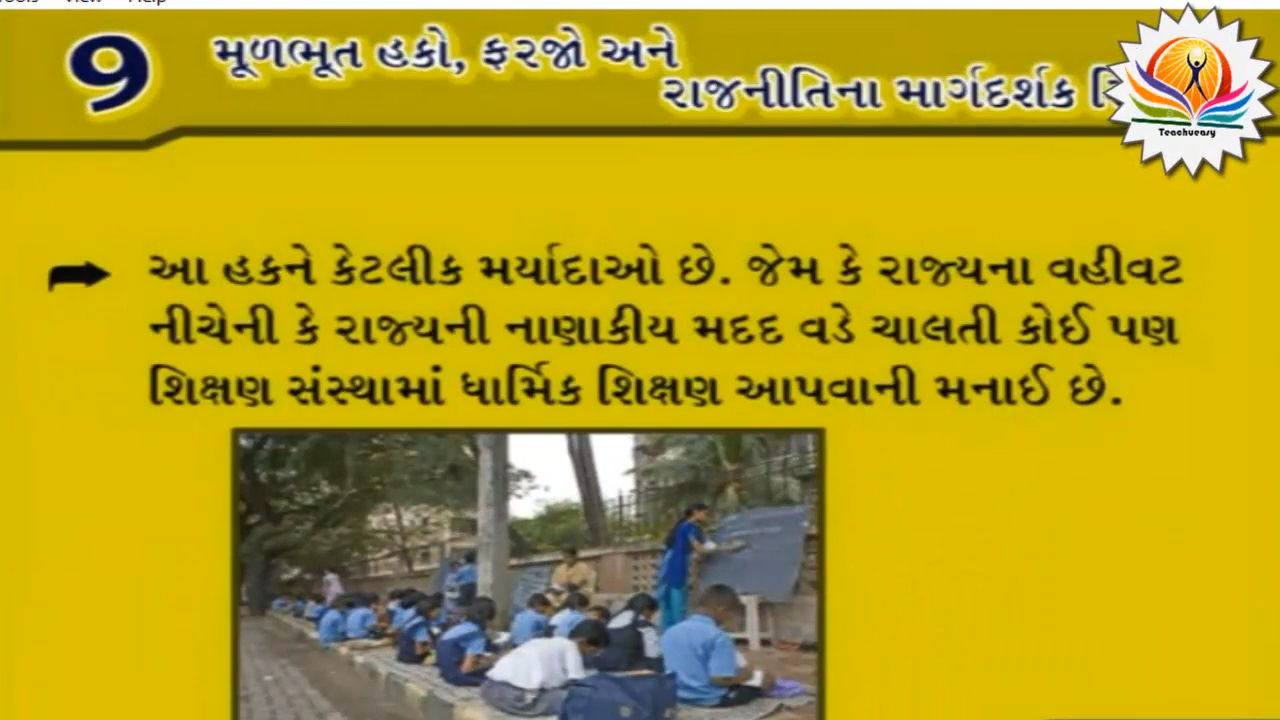 9
મૂળભૂત હકો, ફરજો અને
રાજનીતિના માર્ગદર્શક
Teachueasy
આ હકને કેટલીક મર્યાદાઓ છે. જેમ કે રાજ્યના વહીવટ
નીચેની કે રાજ્યની નાણાકીય મદદ વડે ચાલતી કોઈ પણ
શિક્ષણ સંસ્થામાં ધાર્મિક શિક્ષણ આપવાની મનાઈ છે.